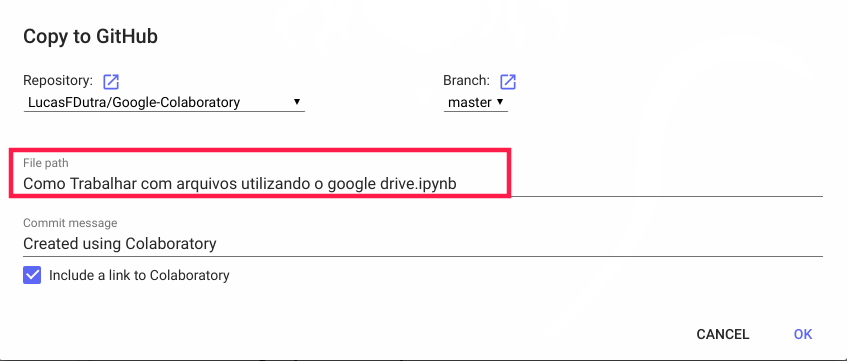 Copy to GitHub
Repository:
Branch:
LucasFDutra/Google-Colaboratory
master
File path
Como Trabalhar com arquivos utilizando o google drive.ipynb
Commit message
Created using Colaboratory
Include a link to Colaboratory
CANCEL OK